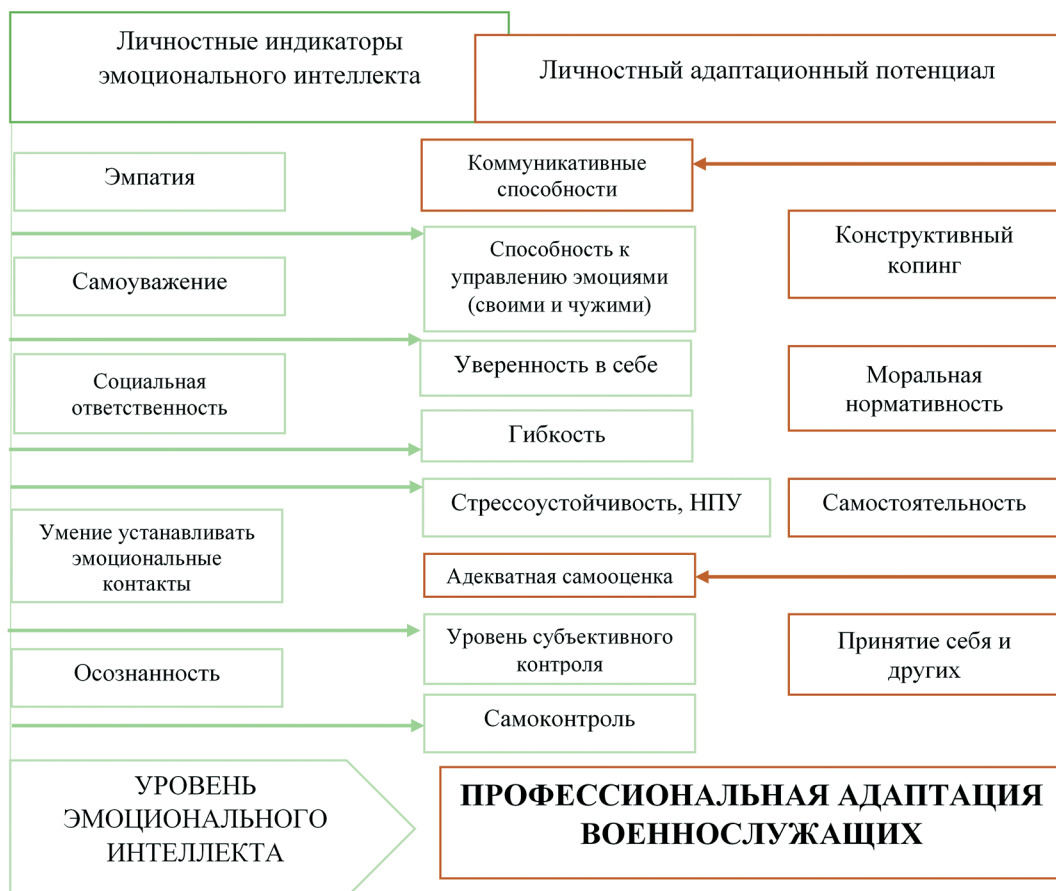 Личностные индикаторы
эмоционального интеллекта
Личностный адаптационный потенциал
Эмпатия
Коммуникативные
способности
Конструктивный
копинг
Самоуважение
Способность к
управлению эмоциями
(своими и чужими)
Уверенность в себе
Моральная
нормативность
Социальная
ответственность
Гибкость
Стрессоустойчивость, НПУ
Самостоятельность
Умение устанавливать
эмоциональные
контакты
Адекватная самооценка
Уровень субъективного
контроля
Принятие себя и
других
Осознанность
Самоконтроль
УРОВЕНЬ
ЭМОЦИОНАЛЬНОГО
ИНТЕЛЛЕКТА
ПРОФЕССИОНАЛЬНАЯ АДАПТАЦИЯ
ВОЕННОСЛУЖАЩИХ